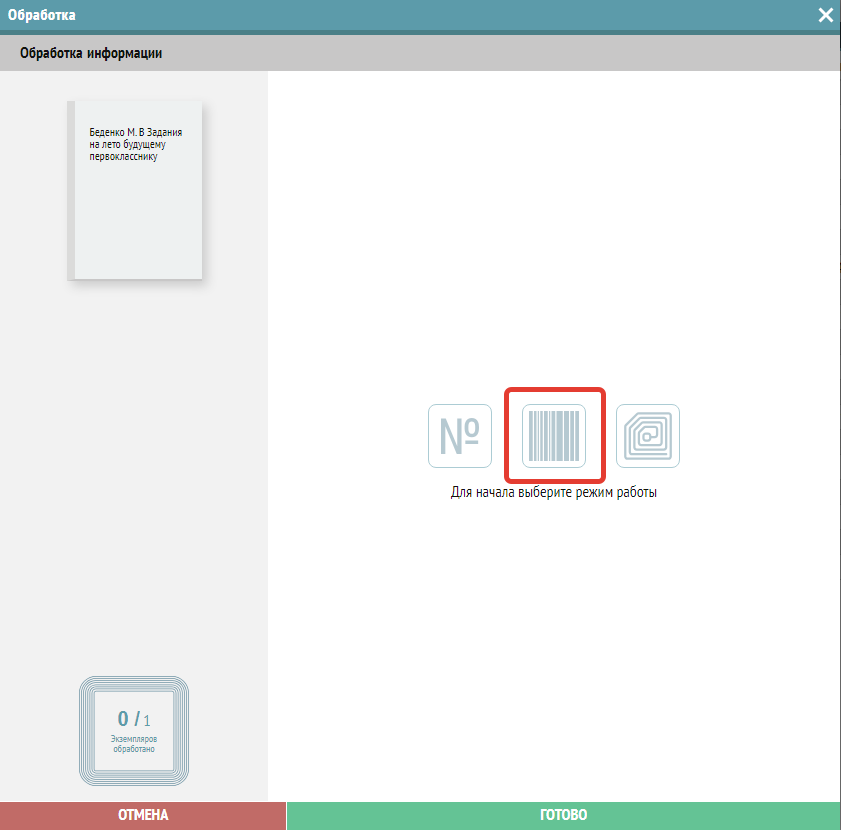 Обработка
Обработка информации
Беденко М. В Задания
на лето будущему
первокласснику
№
Для начала выберите режим работы
0 / 1
Экземпляров
обработано
ОТМЕНА
ГОТОВО